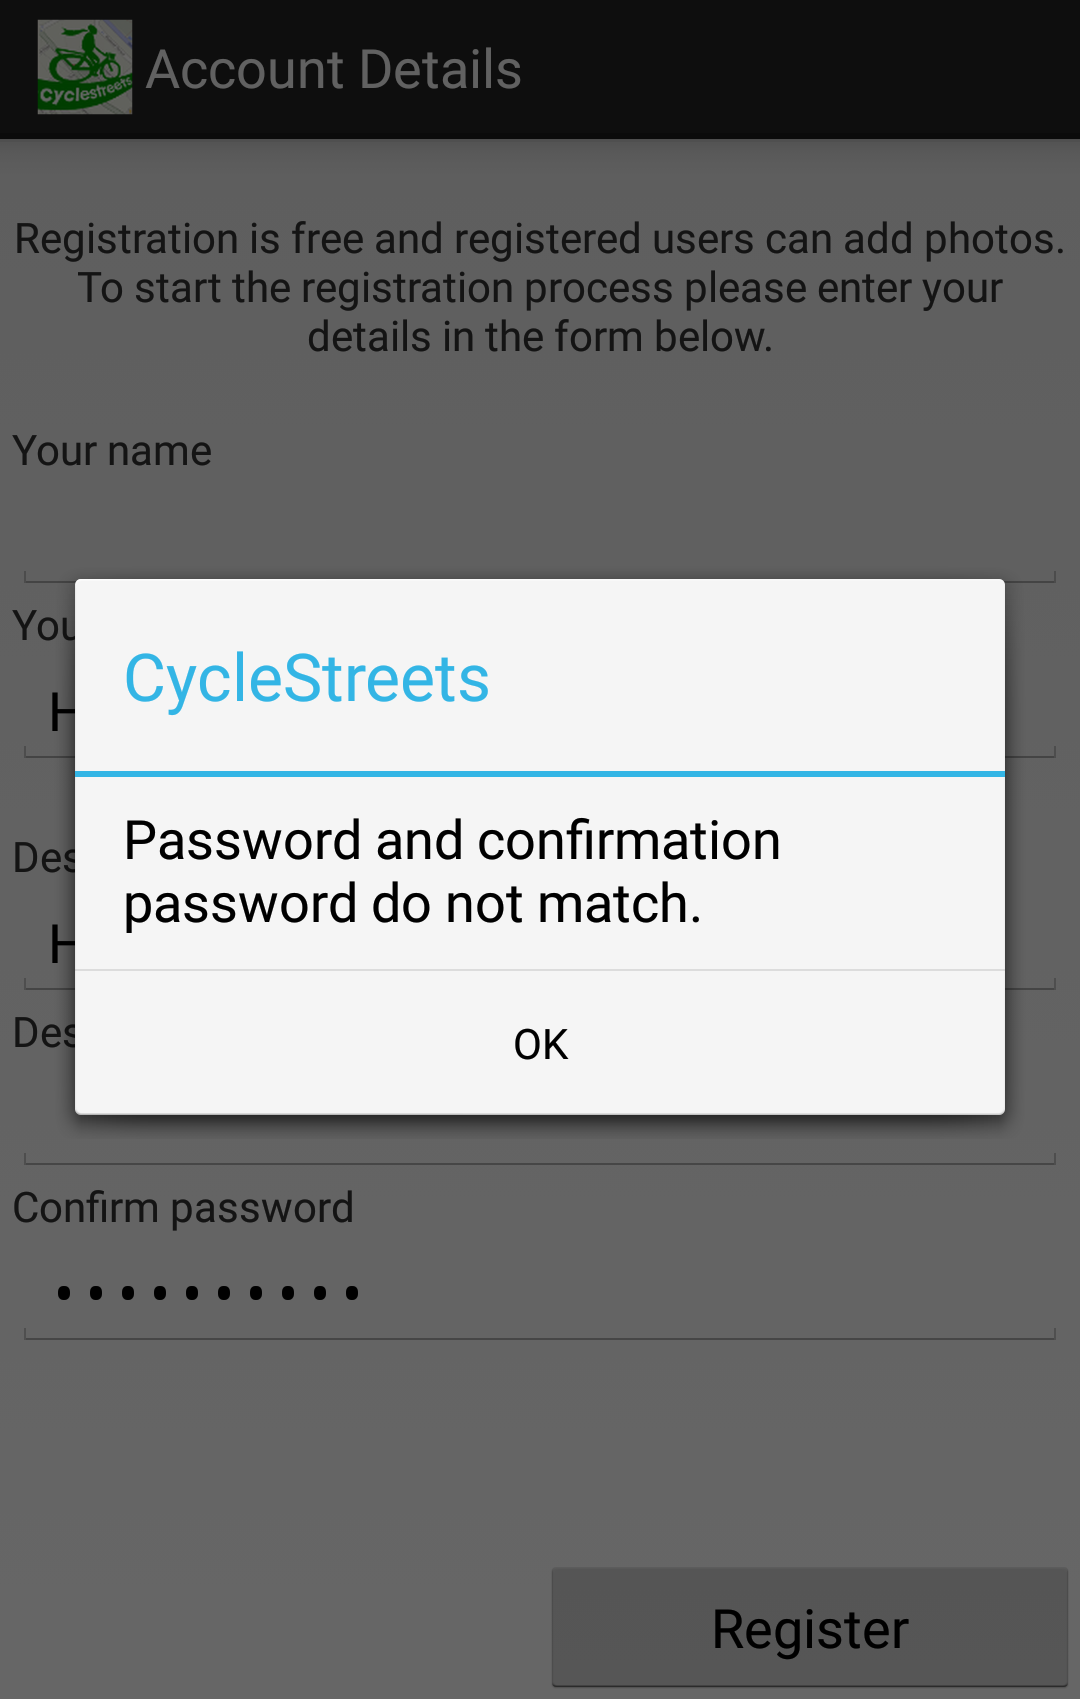 Cyclestreets
Account Details
Registration is free and registered users can add photos.
To start the registration process please enter your
details in the form below.
Your name
You
H
CycleStreets
Password and confirmation
password do not match.
Des
H
Des
OK
Confirm password
Register